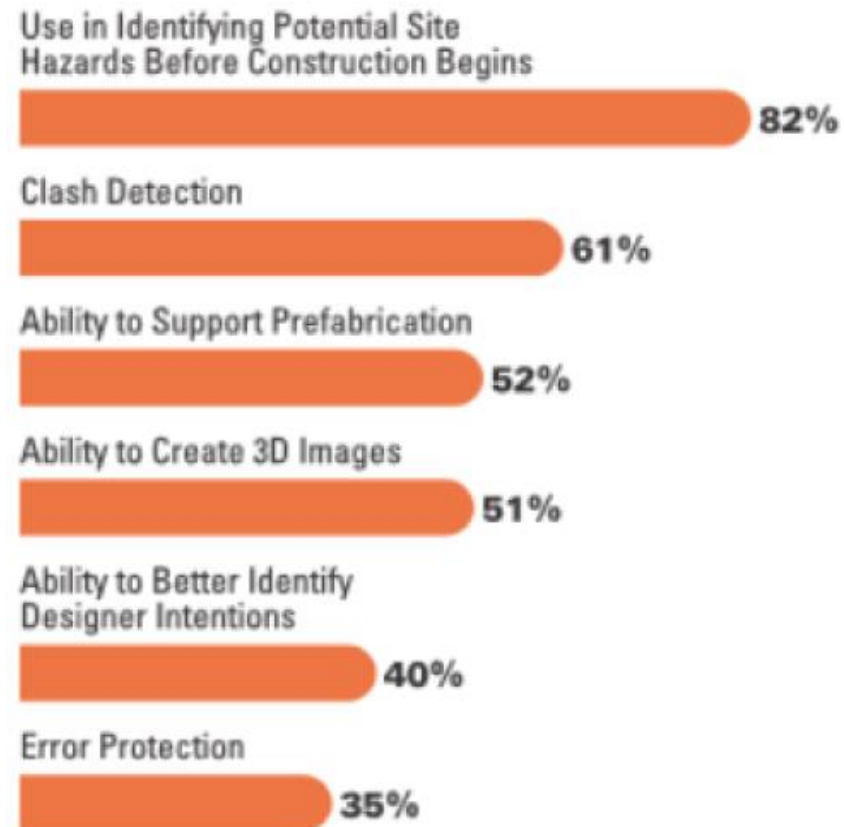 Use in Identifying Potential Site
Hazards Before Construction Begins
82%
Clash Detection
61%
Ability to Support Prefabrication
52%
Ability to Create 3D Images
51%
Ability to Better Identify
Designer Intentions
40%
Error Protection
35%